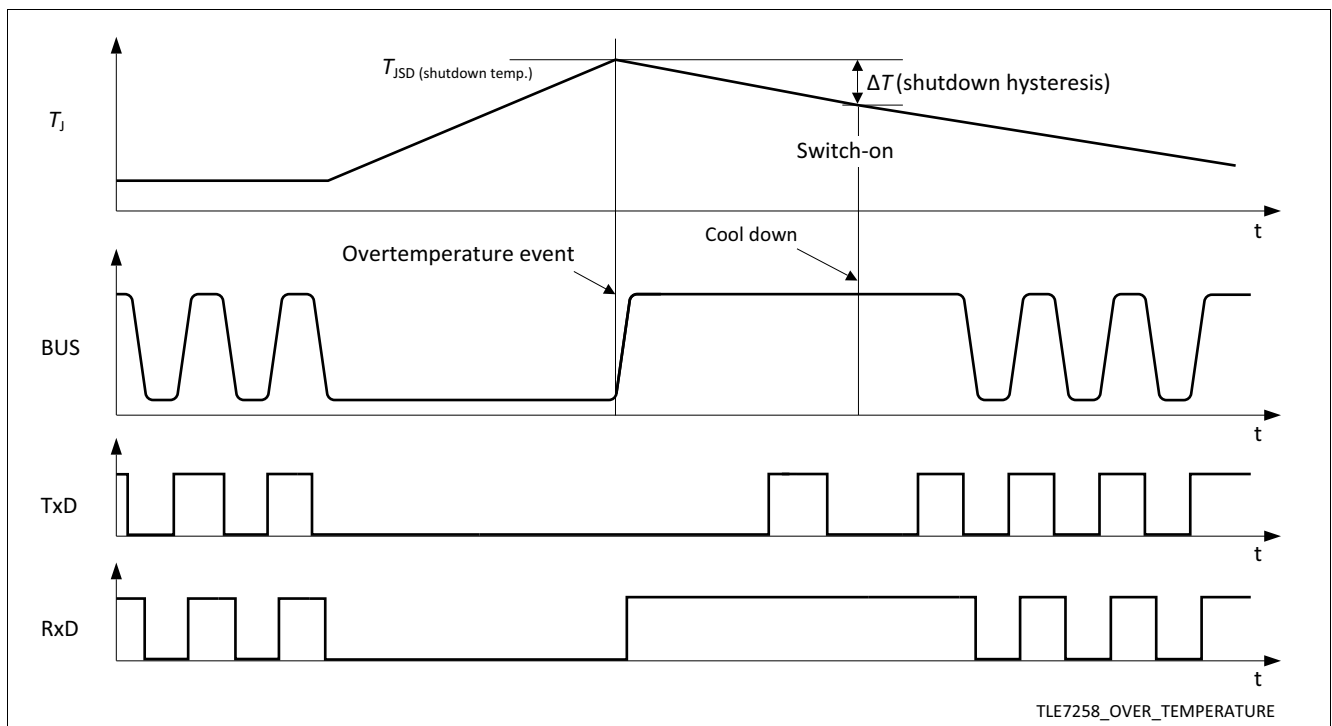 T_JSD (shutdown temp.)
ΔT (shutdown hysteresis)
T_J
Switch-on
t
Cool down
Overtemperature event
BUS
t
TxD
t
RxD
t
TLE7258_OVER_TEMPERATURE